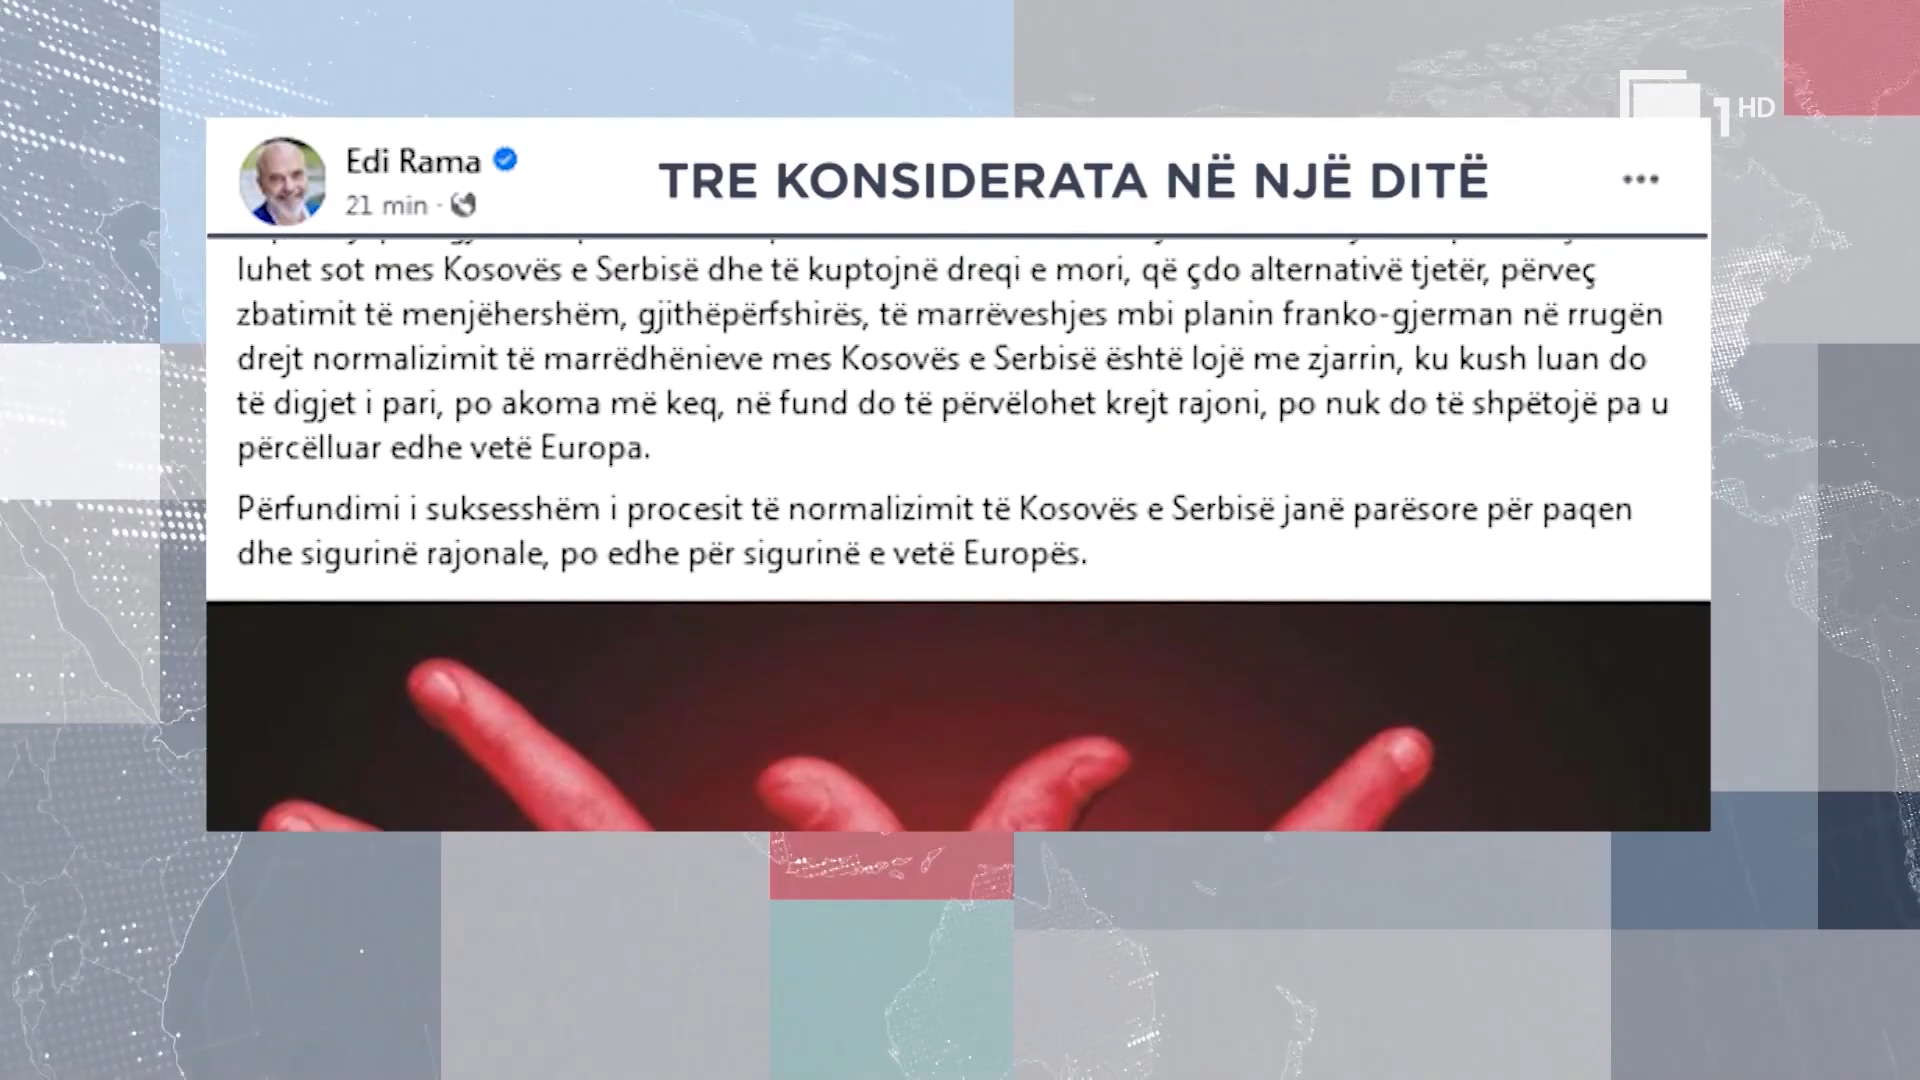 1 HD
Edi Rama
21 min ·
TRE KONSIDERATA NË NJË DITË
luhet sot mes Kosovës e Serbisë dhe të kuptojnë dreqi e mori, që çdo alternativë tjetër, përveç
zbatimit të menjëhershëm, gjithëpërfshirës, të marrëveshjes mbi planin franko-gjerman në rrugën
drejt normalizimit të marrëdhënieve mes Kosovës e Serbisë është lojë me zjarrin, ku kush luan do
të digjet i pari, po akoma më keq, në fund do të përvëlohet krejt rajoni, po nuk do të shpëtojë pa u
përcëlluar edhe vetë Europa.
Përfundimi i suksesshëm i procesit të normalizimit të Kosovës e Serbisë janë parësore për paqen
dhe sigurinë rajonale, po edhe për sigurinë e vetë Europës.